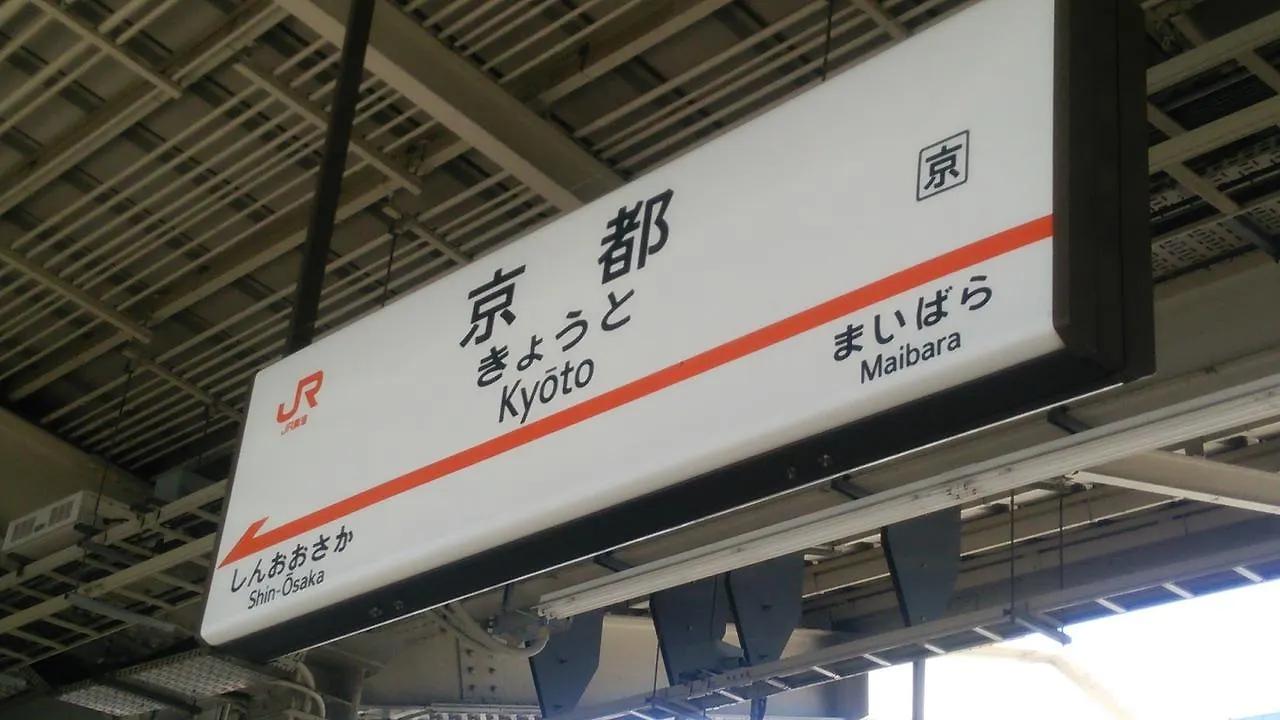 京
京都
きょうと
Kyōto
JR
JR東海
まいばら
Maibara
しんおおさか
Shin-Ōsaka